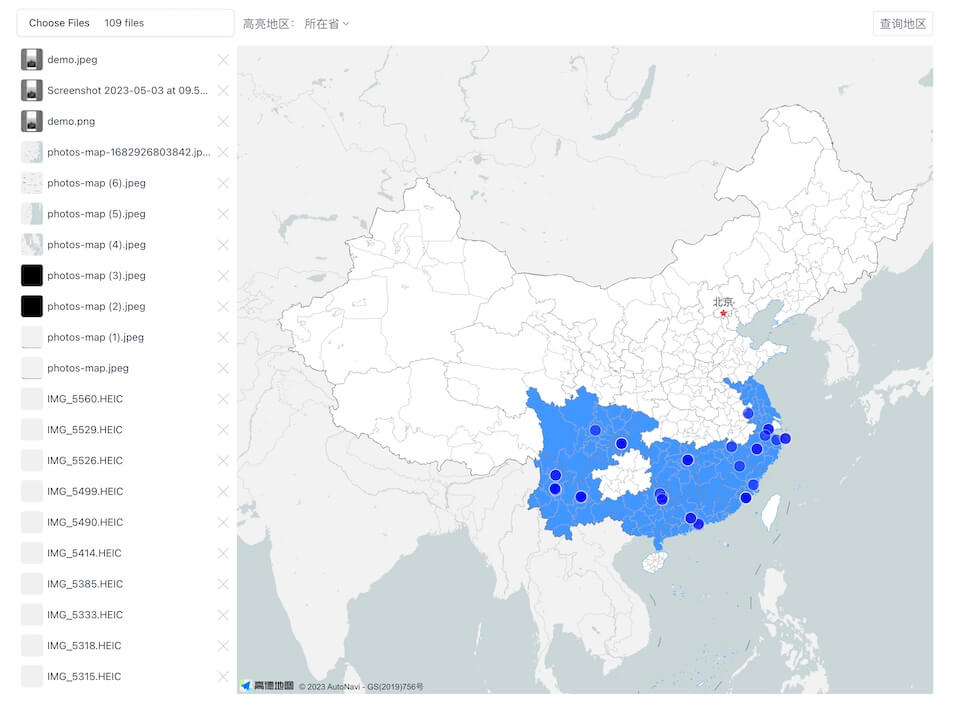 Choose Files 109 files 高亮地区： 所在省 查询地区
demo.jpeg
Screenshot 2023-05-03 at 09.5...
demo.png
photos-map-1682926803842.jp...
photos-map (6).jpeg
photos-map (5).jpeg
photos-map (4).jpeg
photos-map (3).jpeg
photos-map (2).jpeg
photos-map (1).jpeg
photos-map.jpeg
IMG_5560.HEIC
IMG_5529.HEIC
IMG_5526.HEIC
IMG_5499.HEIC
IMG_5490.HEIC
IMG_5414.HEIC
IMG_5385.HEIC
IMG_5333.HEIC
IMG_5318.HEIC
IMG_5315.HEIC
北京
高德地图 © 2023 AutoNavi - GS(2019)756号